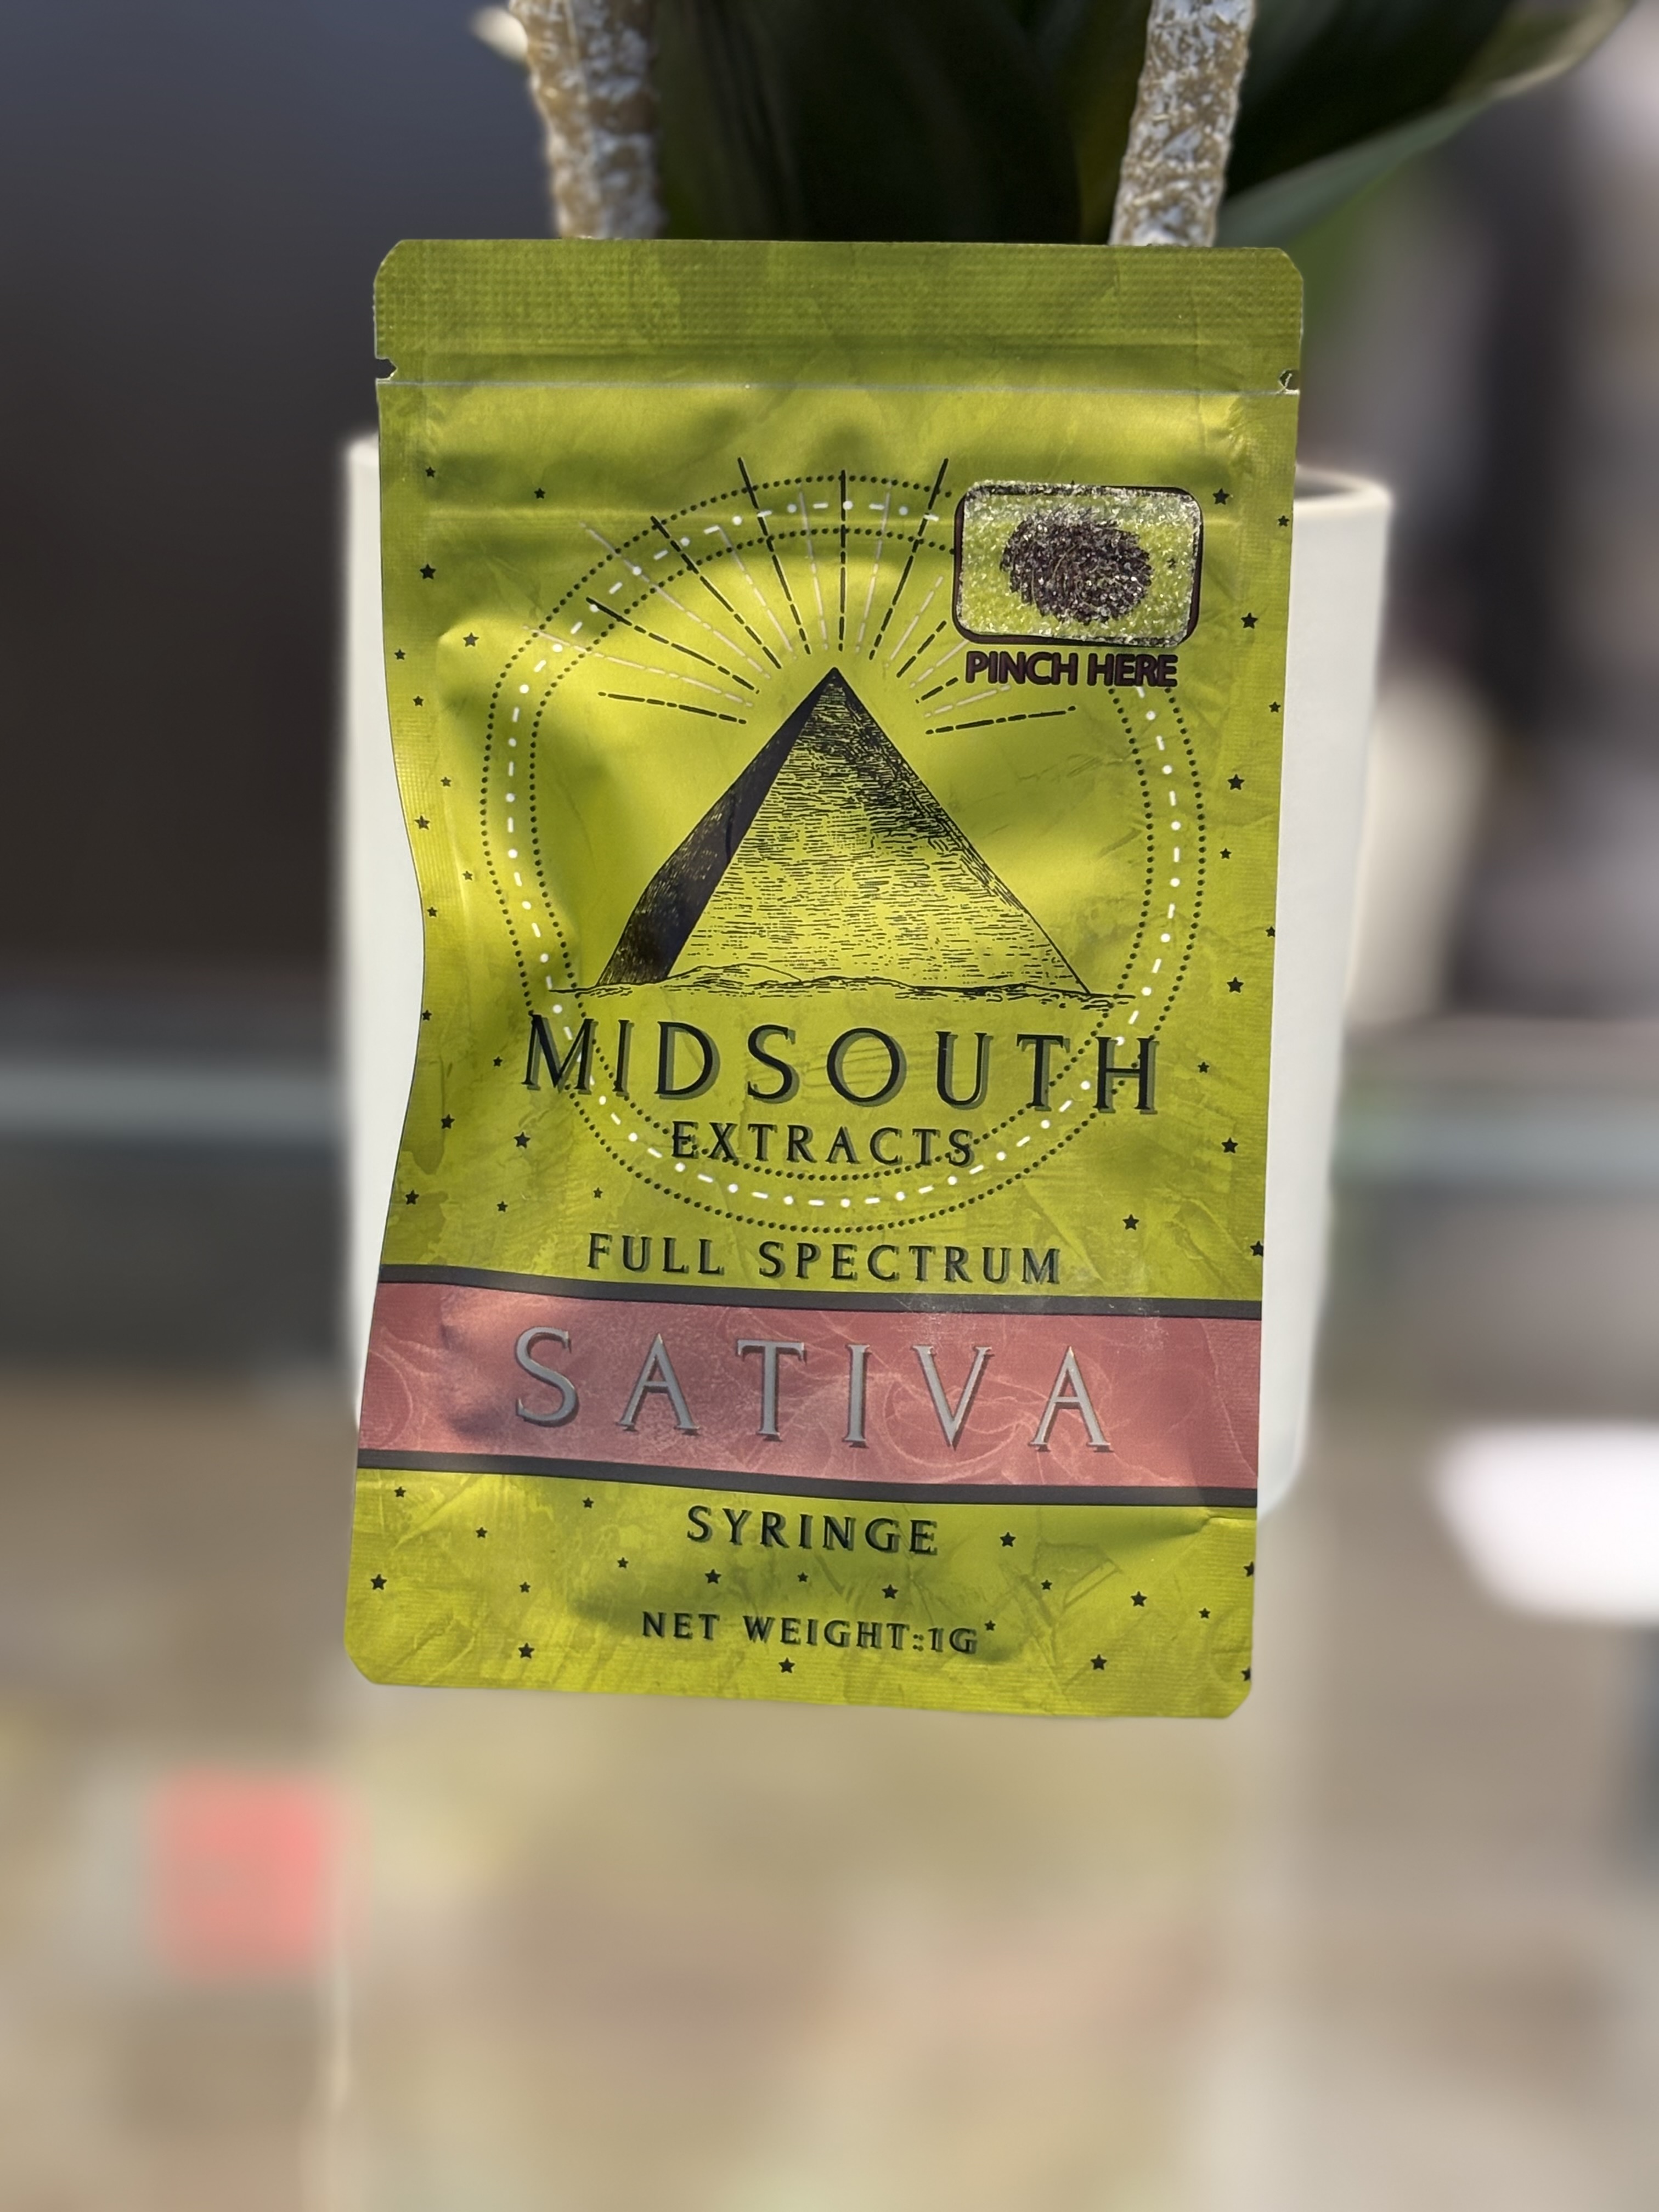 PINCH HERE
MIDSOUTH
EXTRACTS
FULL SPECTRUM
SATIVA
SYRINGE
NET WEIGHT:1G